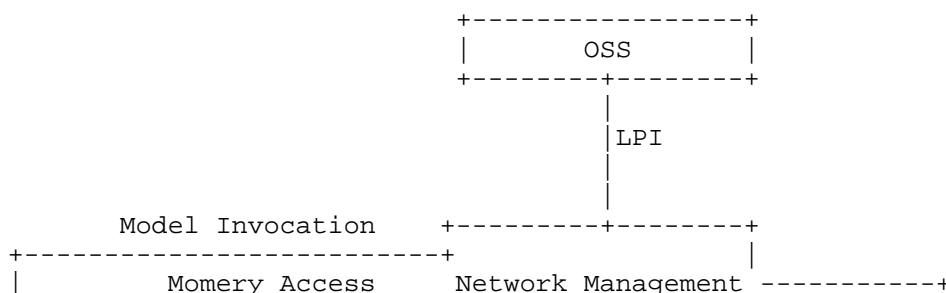 OSS
LPI
Model Invocation
Momery Access Network Management